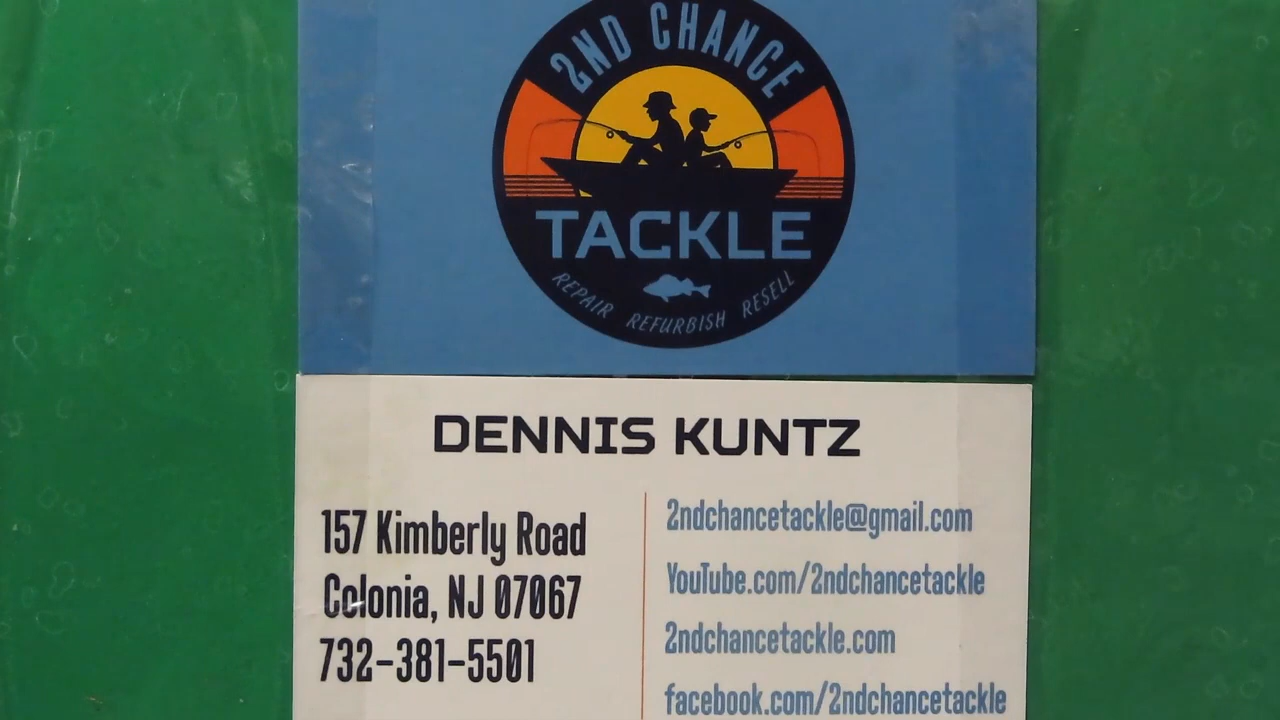 2ND CHANCE
TACKLE
REPAIR REFURBISH RESELL
DENNIS KUNTZ
157 Kimberly Road
Colonia, NJ 07067
732-381-5501
2ndchancetackle@gmail.com
YouTube.com/2ndchancetackle
2ndchancetackle.com
facebook.com/2ndchancetackle